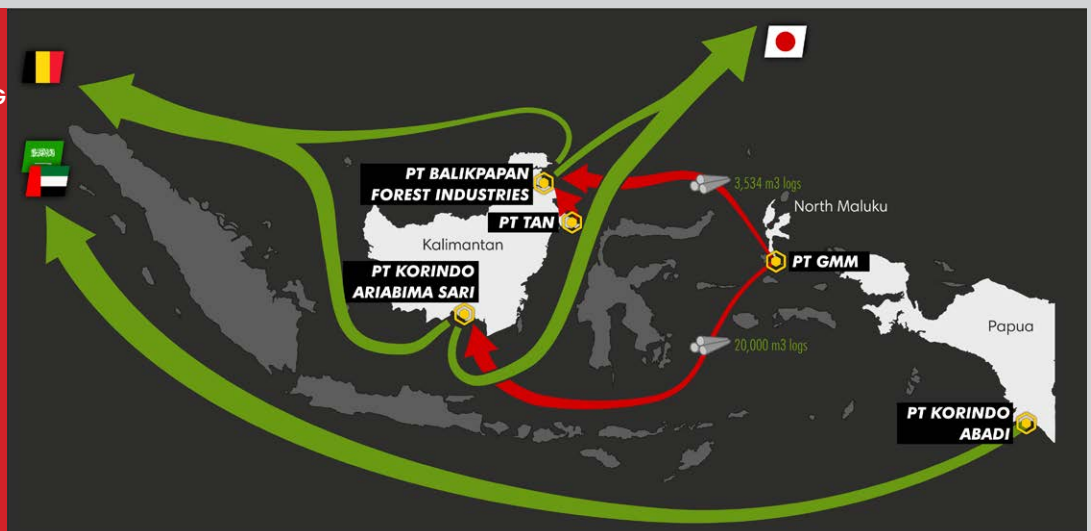 G
PT BALIKPAPAN
FOREST INDUSTRIES
3,534 m3 logs
North Maluku
PT TAN
Kalimantan
PT GMM
PT KORINDO
ARIABIMA SARI
Papua
20,000 m3 logs
PT KORINDO
ABADI